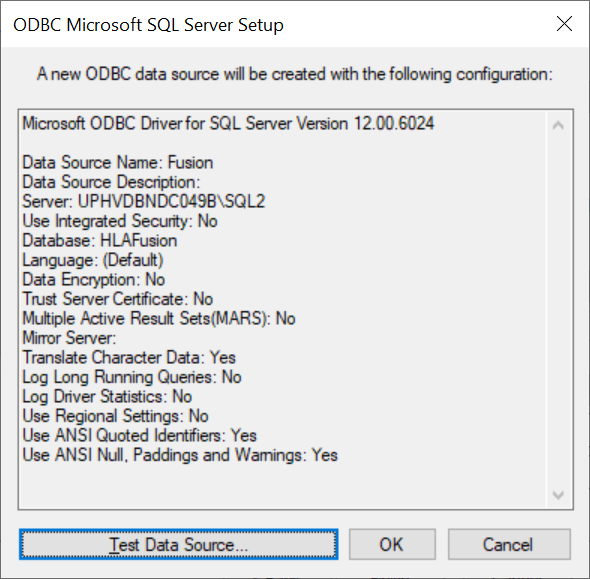 ODBC Microsoft SQL Server Setup
A new ODBC data source will be created with the following configuration:
Microsoft ODBC Driver for SQL Server Version 12.00.6024
Data Source Name: Fusion
Data Source Description:
Server: UPHVDBNDC049B\SQL2
Use Integrated Security: No
Database: HLAFusion
Language: (Default)
Data Encryption: No
Trust Server Certificate: No
Multiple Active Result Sets(MARS): No
Mirror Server:
Translate Character Data: Yes
Log Long Running Queries: No
Log Driver Statistics: No
Use Regional Settings: No
Use ANSI Quoted Identifiers: Yes
Use ANSI Null, Paddings and Warnings: Yes
Test Data Source... OK Cancel